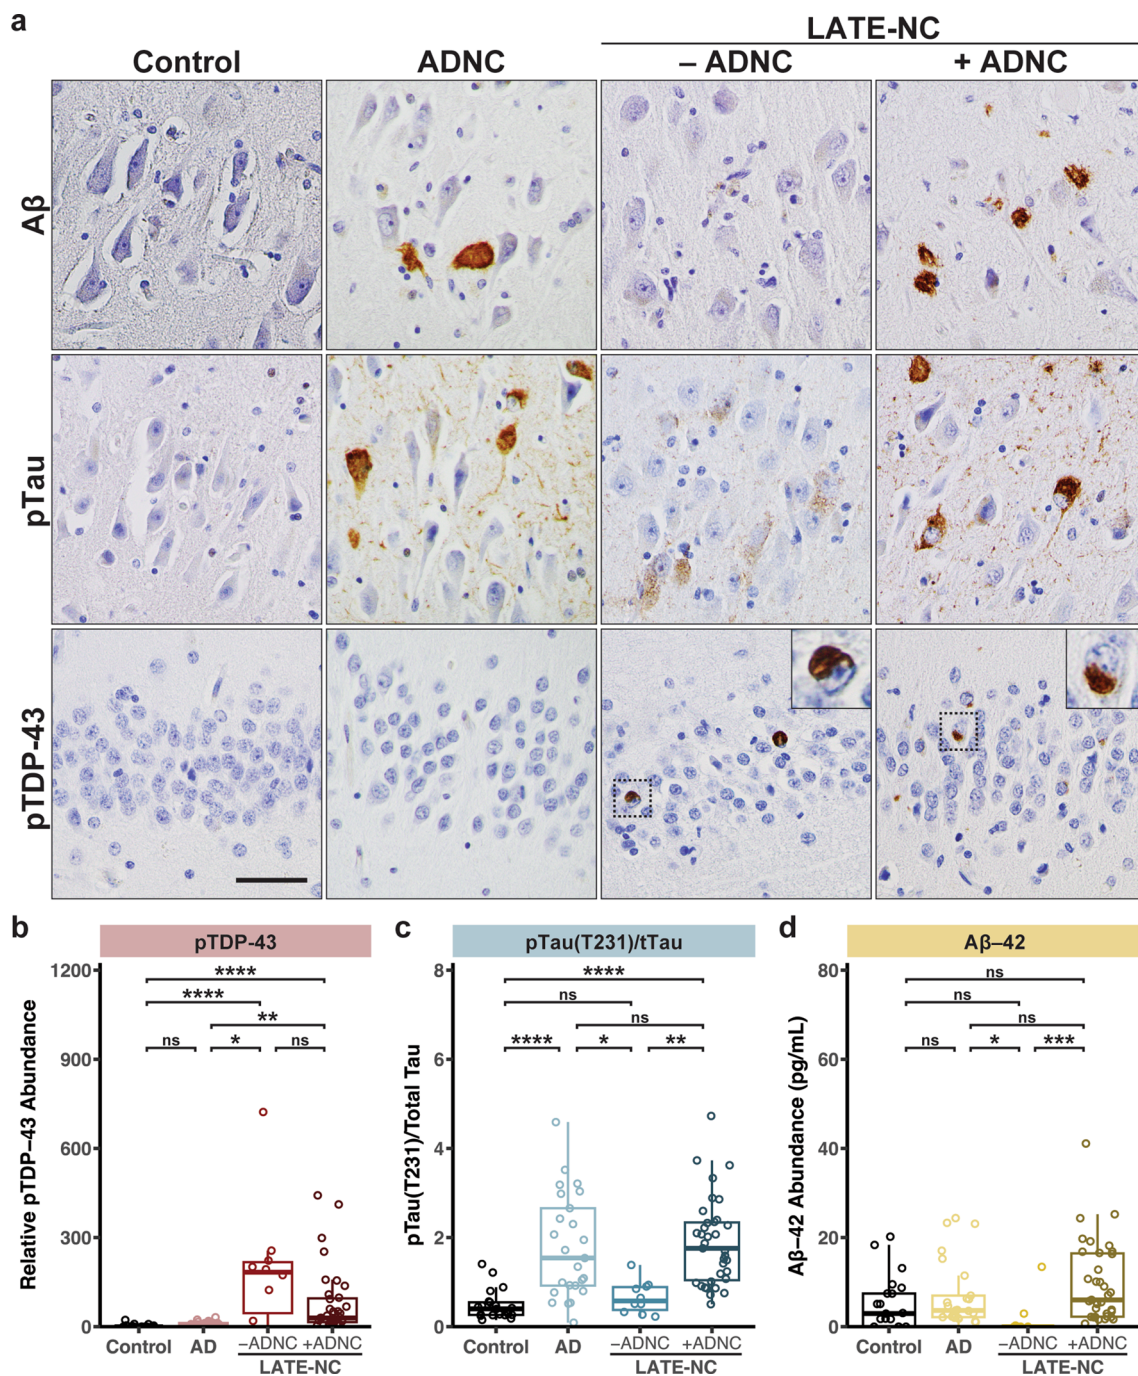 a
LATE-NC
Control ADNC – ADNC + ADNC
Aβ
pTau
pTDP-43
b
pTDP-43
Relative pTDP–43 Abundance
1200
900
600
300
0
****
****
**
ns * ns
Control AD –ADNC +ADNC
LATE-NC
c
pTau(T231)/tTau
pTau(T231)/Total Tau
8
6
4
2
0
****
ns
ns
**** * **
Control AD –ADNC +ADNC
LATE-NC
d
Aβ–42
Aβ–42 Abundance (pg/mL)
80
60
40
20
0
ns
ns
ns
ns * ***
Control AD –ADNC +ADNC
LATE-NC